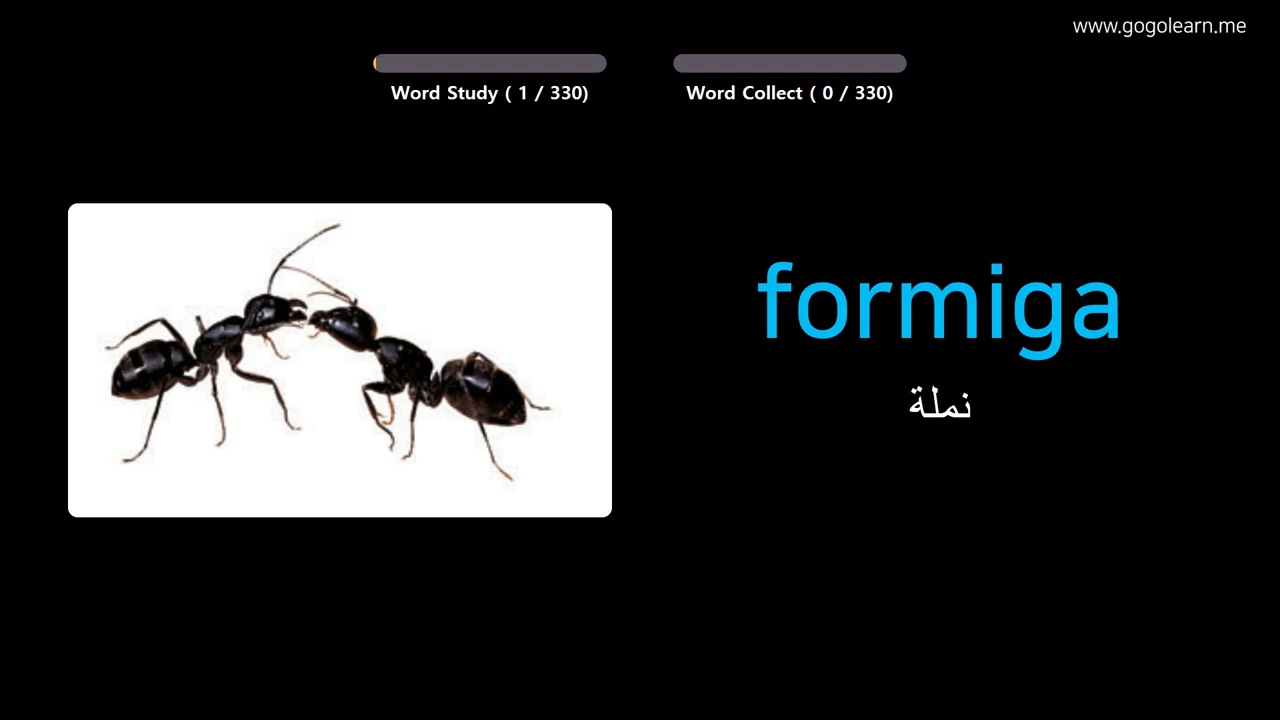 www.gogolearn.me
Word Study ( 1 / 330)
Word Collect ( 0 / 330)
formiga
نملة